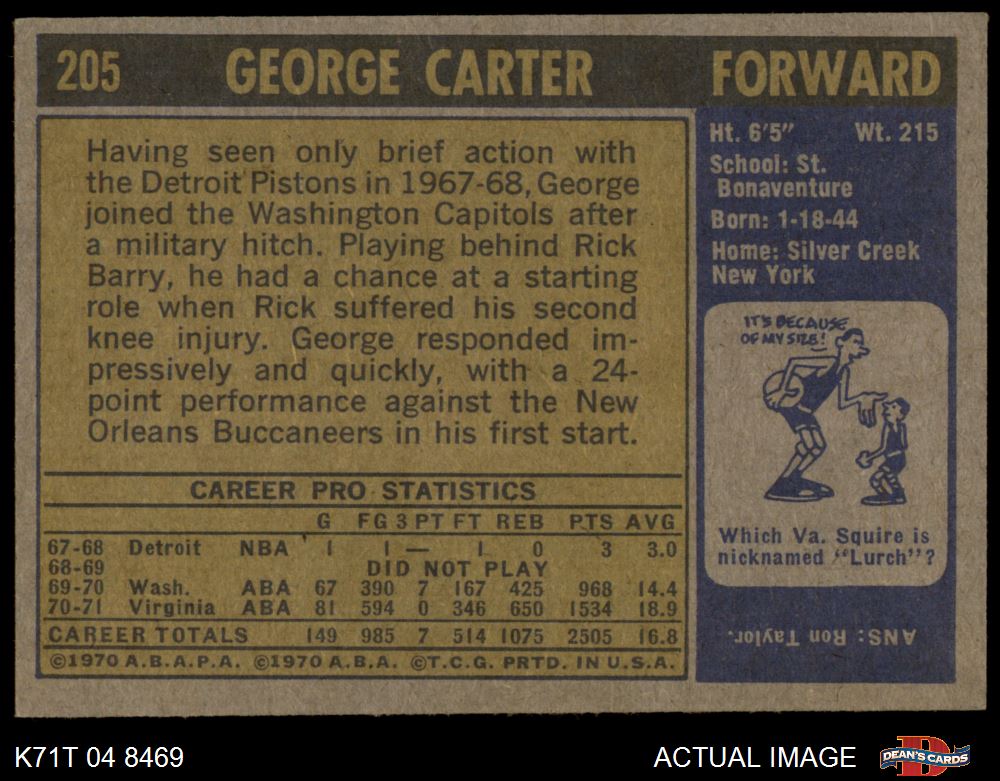 205 GEORGE CARTER FORWARD
Having seen only brief action with
the Detroit Pistons in 1967-68, George
joined the Washington Capitols after
a military hitch. Playing behind Rick
Barry, he had a chance at a starting
role when Rick suffered his second
knee injury. George responded im-
pressively and quickly, with a 24-
point performance against the New
Orleans Buccaneers in his first start.
CAREER PRO STATISTICS
G FG 3 PT FT REB PTS AVG
67-68 Detroit NBA 1 1 — 1 0 3 3.0
68-69 DID NOT PLAY
69-70 Wash. ABA 67 390 7 167 425 968 14.4
70-71 Virginia ABA 81 594 0 346 650 1534 18.9
CAREER TOTALS 149 985 7 514 1075 2505 16.8
©1970 A.B.A.P.A. ©1970 A.B.A. ©T.C.G. PRTD. IN U.S.A.
Ht. 6'5" Wt. 215
School: St.
Bonaventure
Born: 1-18-44
Home: Silver Creek
New York
IT'S BECAUSE
OF MY SIZE!
Which Va. Squire is
nicknamed "Lurch"?
ANS: Ron Taylor.
K71T 04 8469 ACTUAL IMAGE DEAN'S CARDS